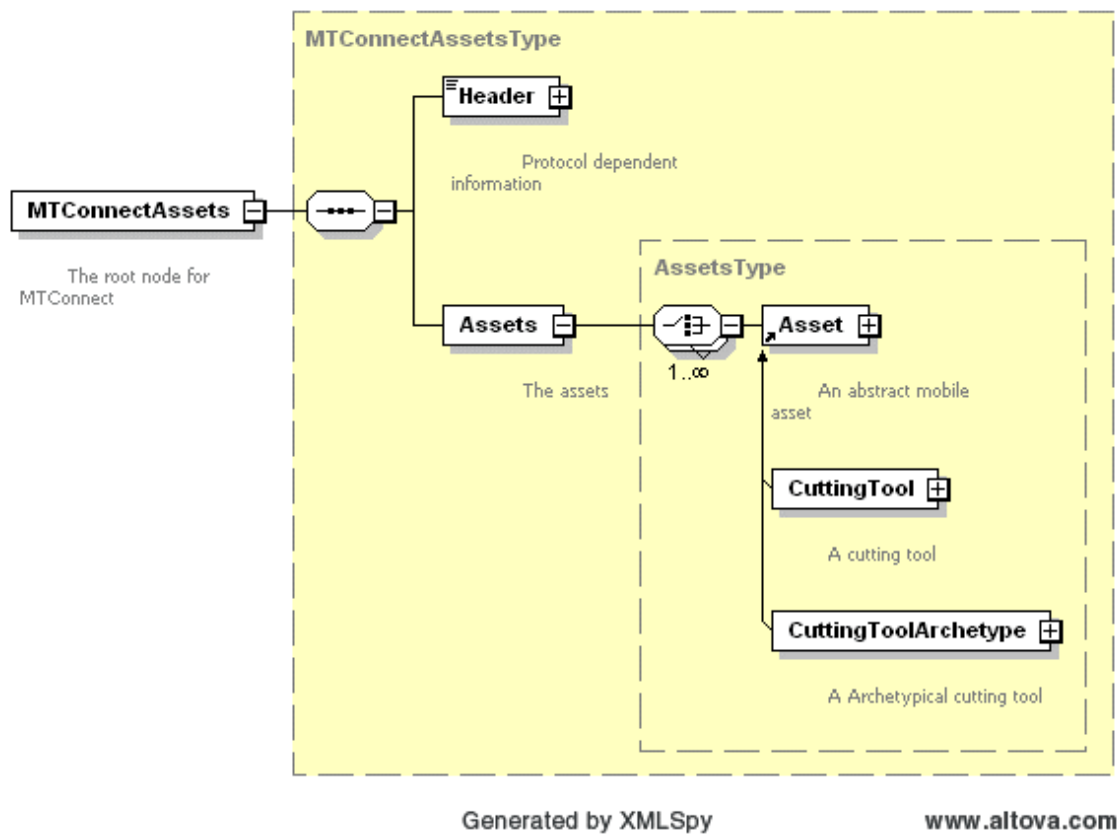 MTConnectAssetsType
Header
Protocol dependent
information
MTConnectAssets
The root node for
MTConnect
AssetsType
Assets
Asset
1..∞
The assets
An abstract mobile
asset
CuttingTool
A cutting tool
CuttingToolArchetype
A Archetypical cutting tool
Generated by XMLSpy
www.altova.com